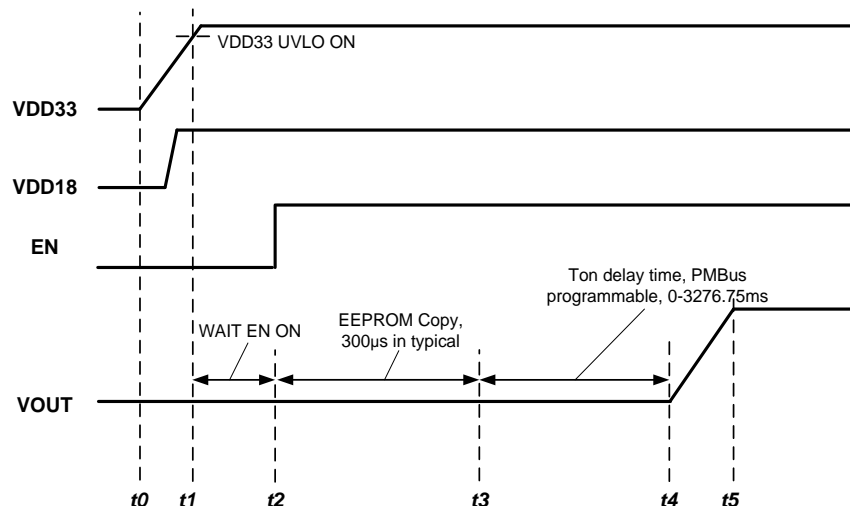 VDD33 UVLO ON
VDD33
VDD18
EN
Ton delay time, PMBus
programmable, 0-3276.75ms
EEPROM Copy,
300µs in typical
WAIT EN ON
VOUT
t0 t1 t2 t3 t4 t5